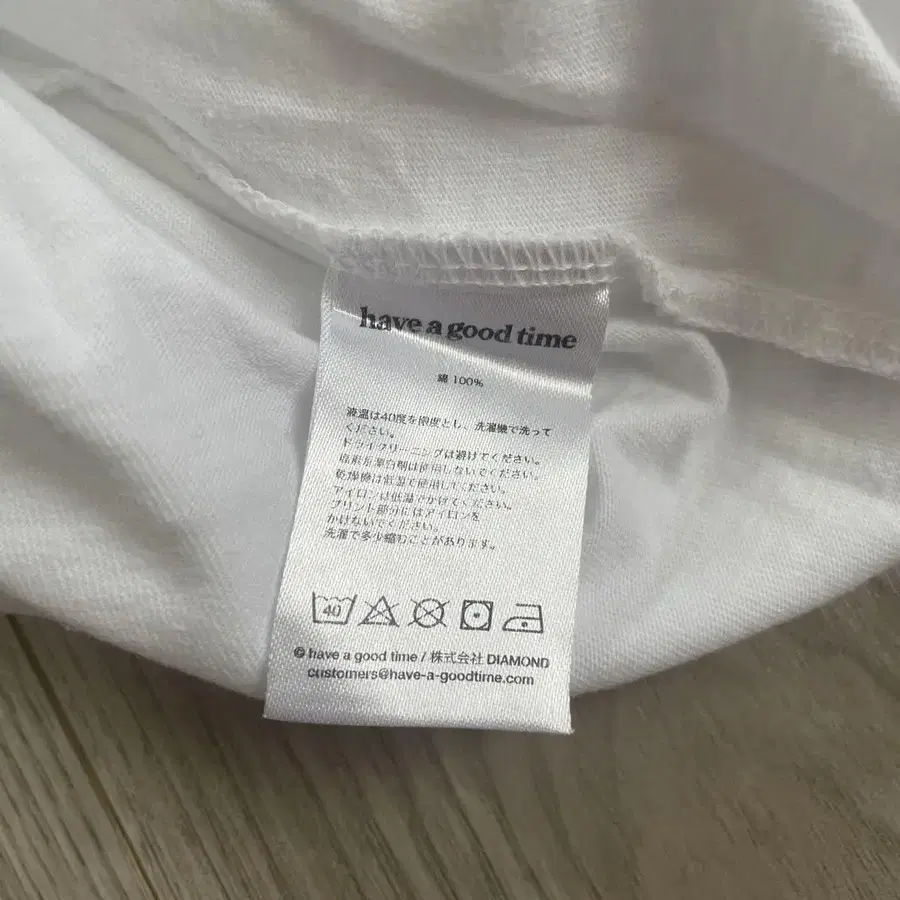 have a good time
綿 100%
液温は40度を限度とし、洗濯機で洗って
ください。
ドライクリーニングは避けてください。
塩素系漂白剤は使用しないでください。
乾燥機は低温で使用してください。
アイロンは低温でかけてください。
プリント部分にはアイロンを
かけないでください。
洗濯で多少縮むことがあります。
40
© have a good time / 株式会社 DIAMOND
customers@have-a-goodtime.com